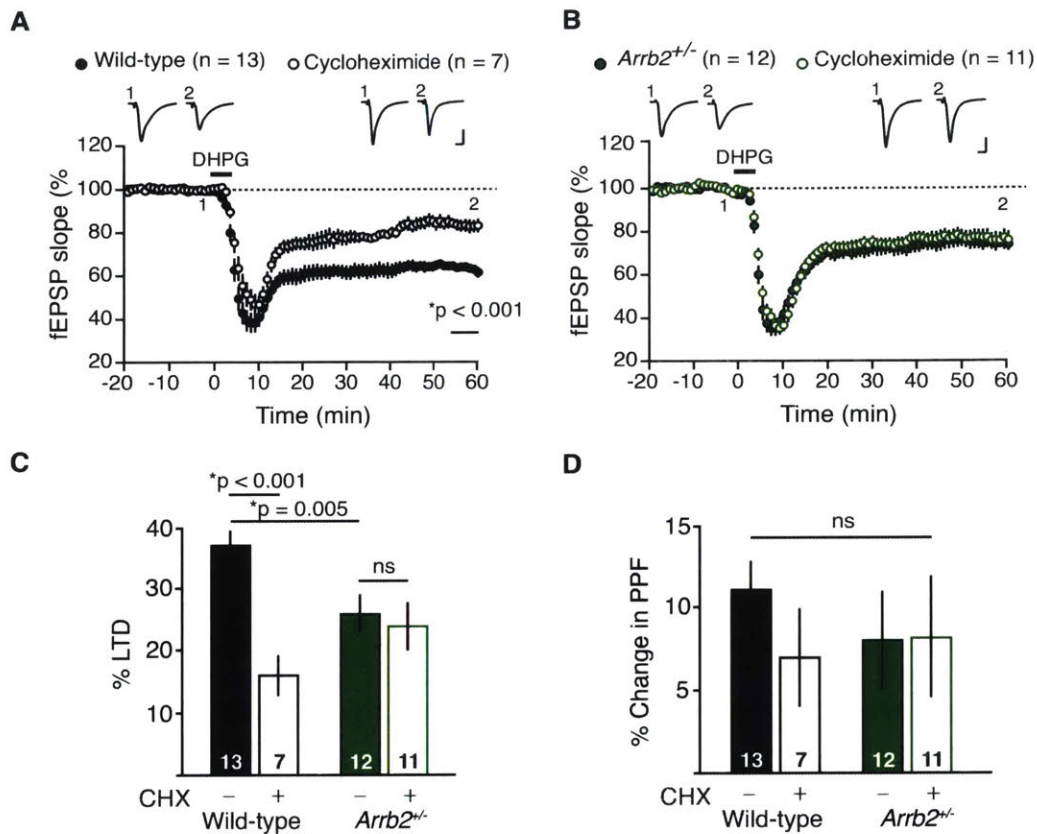 A
Wild-type (n = 13) Cycloheximide (n = 7)
1 2
120
100
80
60
40
20
fEPSP slope (%
DHPG
1
2
*p < 0.001
-20 -10 0 10 20 30 40 50 60
Time (min)
B
Arrb2+/- (n = 12) Cycloheximide (n = 11)
1 2
120
100
80
60
40
20
fEPSP slope (%
DHPG
1
2
-20 -10 0 10 20 30 40 50 60
Time (min)
C
*p < 0.001
*p = 0.005
ns
40
30
20
10
% LTD
13 7 12 11
CHX − + − +
Wild-type Arrb2+/-
D
ns
15
10
5
% Change in PPF
13 7 12 11
CHX − + − +
Wild-type Arrb2+/-